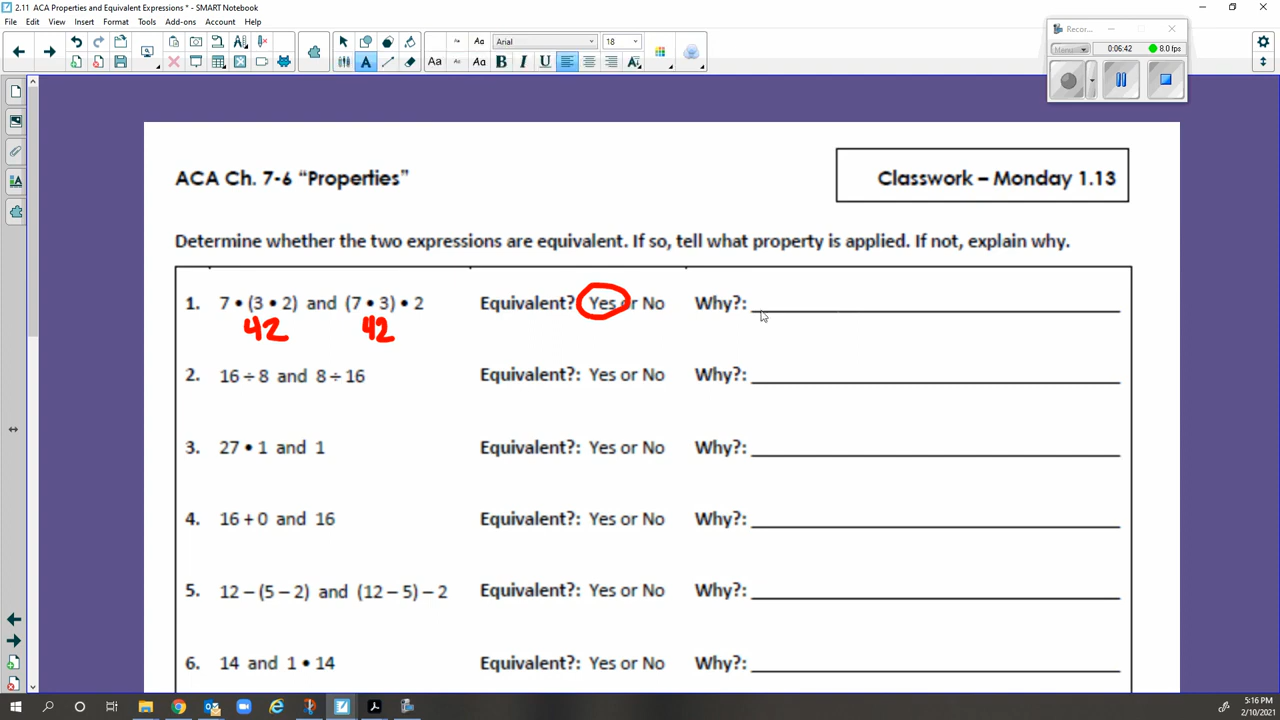 2.11 ACA Properties and Equivalent Expressions * - SMART Notebook
File Edit View Insert Format Tools Add-ons Account Help
Recor...
Menu
0:06:42
8.0 fps
Arial
18
ACA Ch. 7-6 “Properties”
Classwork – Monday 1.13
Determine whether the two expressions are equivalent. If so, tell what property is applied. If not, explain why.
1. 7 • (3 • 2) and (7 • 3) • 2 Equivalent? Yes or No Why?:
42 42
2. 16 ÷ 8 and 8 ÷ 16 Equivalent?: Yes or No Why?:
3. 27 • 1 and 1 Equivalent?: Yes or No Why?:
4. 16 + 0 and 16 Equivalent?: Yes or No Why?:
5. 12 – (5 – 2) and (12 – 5) – 2 Equivalent?: Yes or No Why?:
6. 14 and 1 • 14 Equivalent?: Yes or No Why?:
5:16 PM
2/10/2021